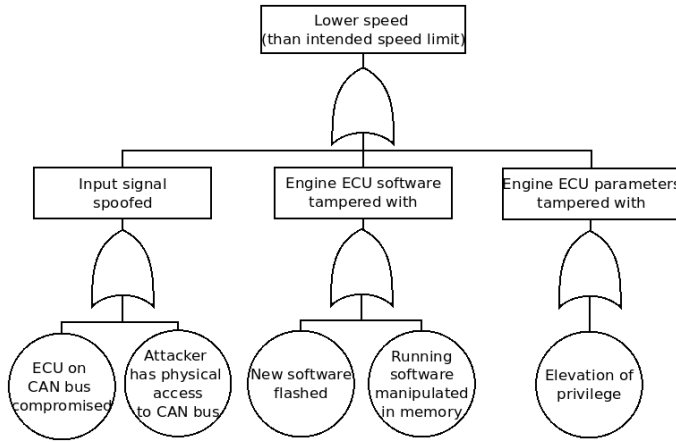 Lower speed
(than intended speed limit)
Input signal
spoofed
Engine ECU software
tampered with
Engine ECU parameters
tampered with
ECU on
CAN bus
compromised
Attacker
has physical
access
to CAN bus
New software
flashed
Running
software
manipulated
in memory
Elevation of
privilege